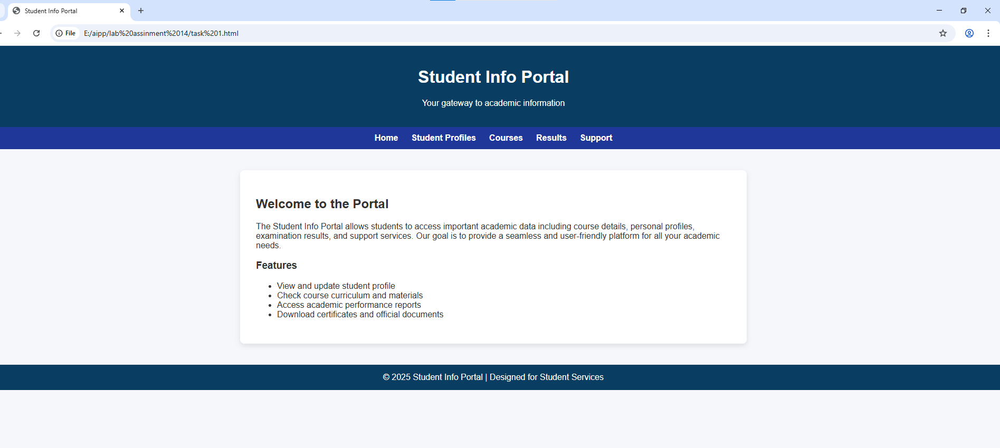 Student Info Portal
File E:/aipp/lab%20assinment%2014/task%201.html
Student Info Portal
Your gateway to academic information
Home Student Profiles Courses Results Support
Welcome to the Portal
The Student Info Portal allows students to access important academic data including course details, personal profiles,
examination results, and support services. Our goal is to provide a seamless and user-friendly platform for all your academic
needs.
Features
• View and update student profile
• Check course curriculum and materials
• Access academic performance reports
• Download certificates and official documents
© 2025 Student Info Portal | Designed for Student Services